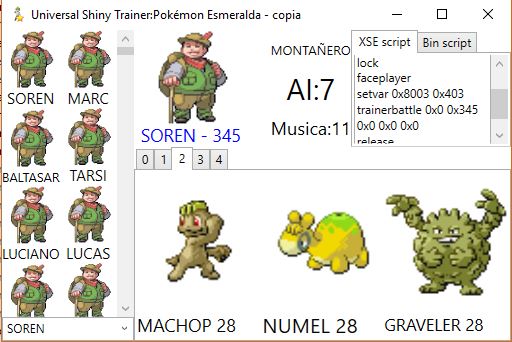 Universal Shiny Trainer:Pokémon Esmeralda - copia
SOREN MARC
BALTASAR TARSI
LUCIANO LUCAS
SOREN
MONTAÑERO
AI:7
Musica:11
SOREN - 345
XSE script Bin script
lock
faceplayer
setvar 0x8003 0x403
trainerbattle 0x0 0x345
0x0 0x0 0x0
release
0 1 2 3 4
MACHOP 28 NUMEL 28 GRAVELER 28